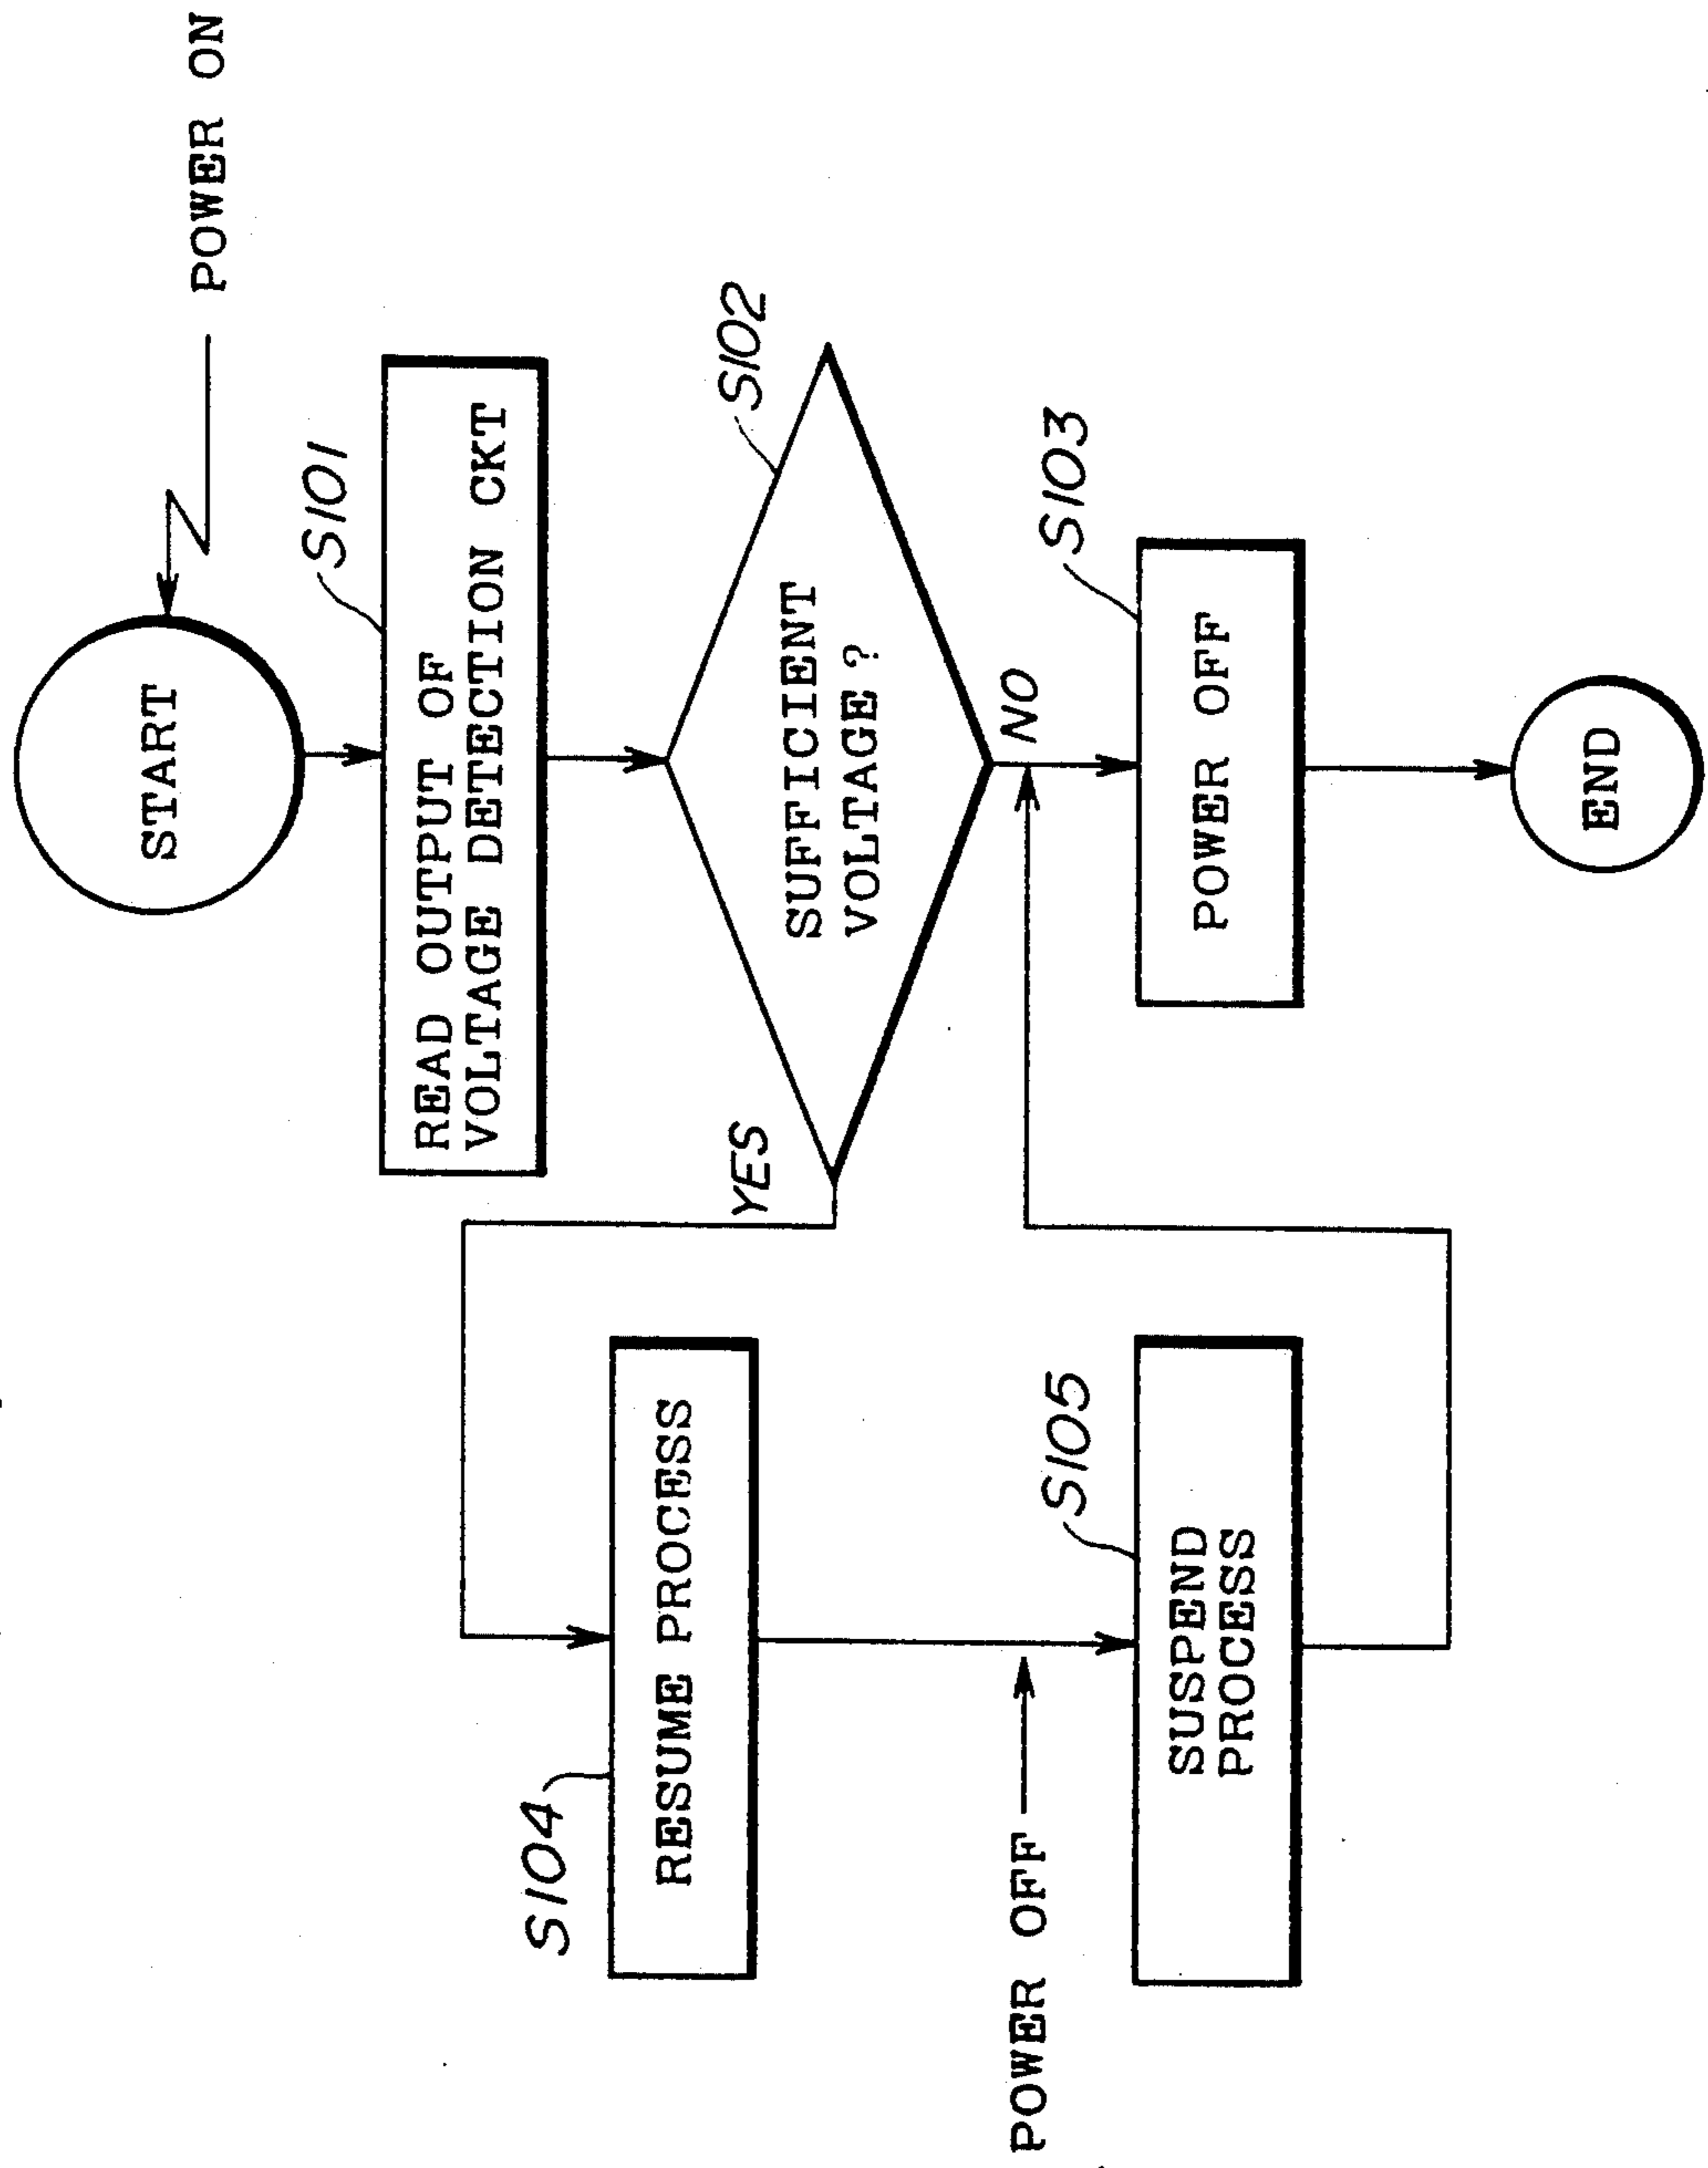 POWER ON
START
S101
READ OUTPUT OF
VOLTAGE DETECTION CKT
S102
SUFFICIENT
VOLTAGE?
YES
NO
S103
POWER OFF
END
S104
RESUME PROCESS
POWER OFF
S105
SUSPEND
PROCESS